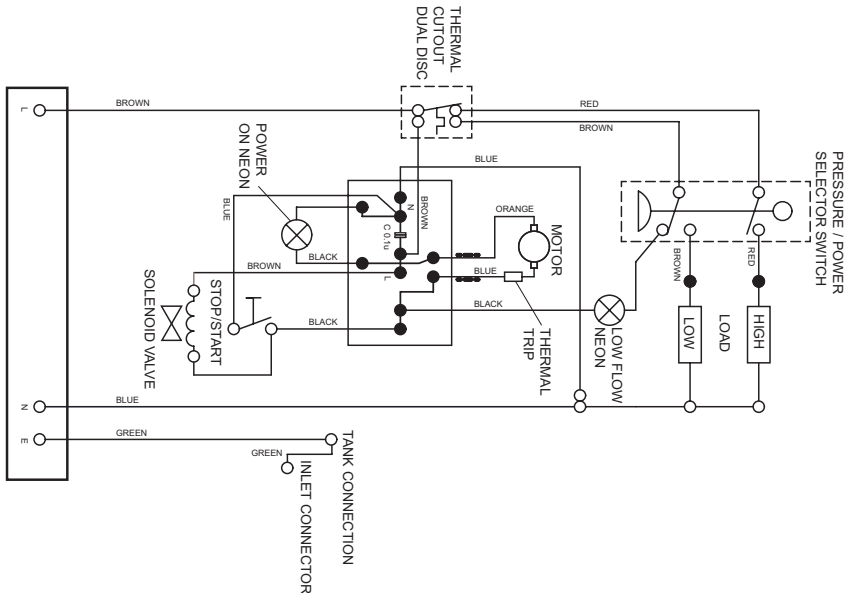 THERMAL
CUTOUT
DUAL DISC
PRESSURE / POWER
SELECTOR SWITCH
L
BROWN
RED
BROWN
POWER
ON NEON
BLUE
BLUE
N
BROWN
C 0.1u
ORANGE
MOTOR
BLACK
BROWN
L
BLUE
BLACK
THERMAL
TRIP
LOW FLOW
NEON
BROWN
RED
LOW
LOAD
HIGH
SOLENOID VALVE
STOP/START
BLACK
N
BLUE
E
GREEN
GREEN
TANK CONNECTION
INLET CONNECTOR